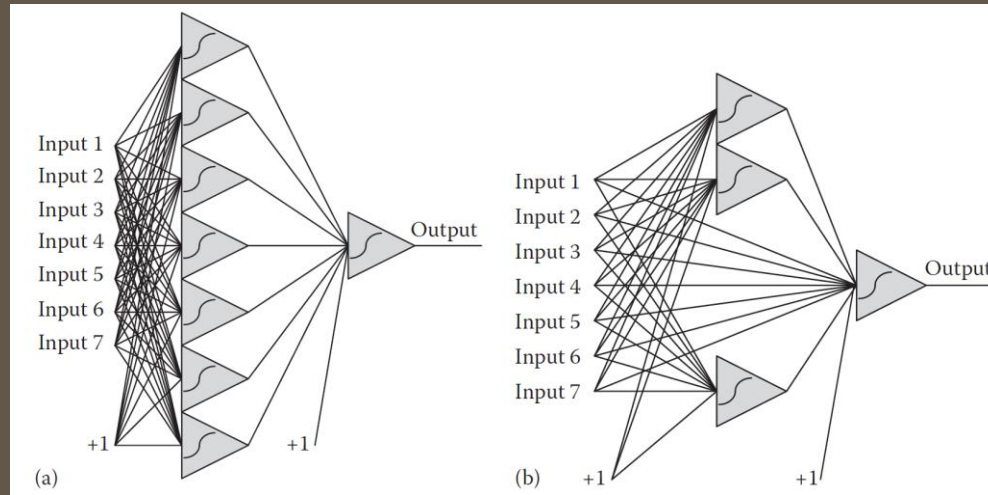 Input 1
Input 2
Input 3
Input 4
Input 5
Input 6
Input 7
+1
+1
Output
(a)
Input 1
Input 2
Input 3
Input 4
Input 5
Input 6
Input 7
+1
+1
Output
(b)